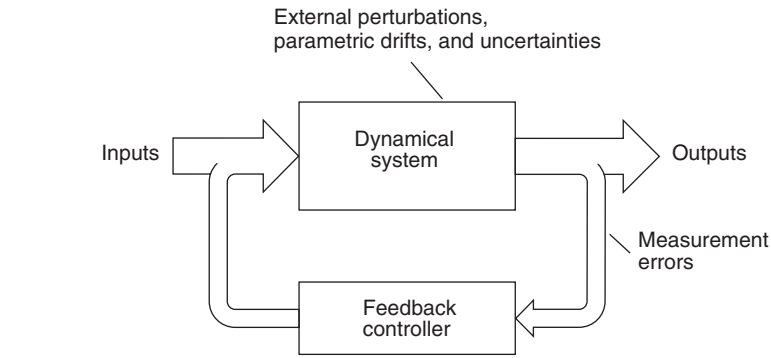 External perturbations,
parametric drifts, and uncertainties
Inputs
Dynamical
system
Outputs
Measurement
errors
Feedback
controller